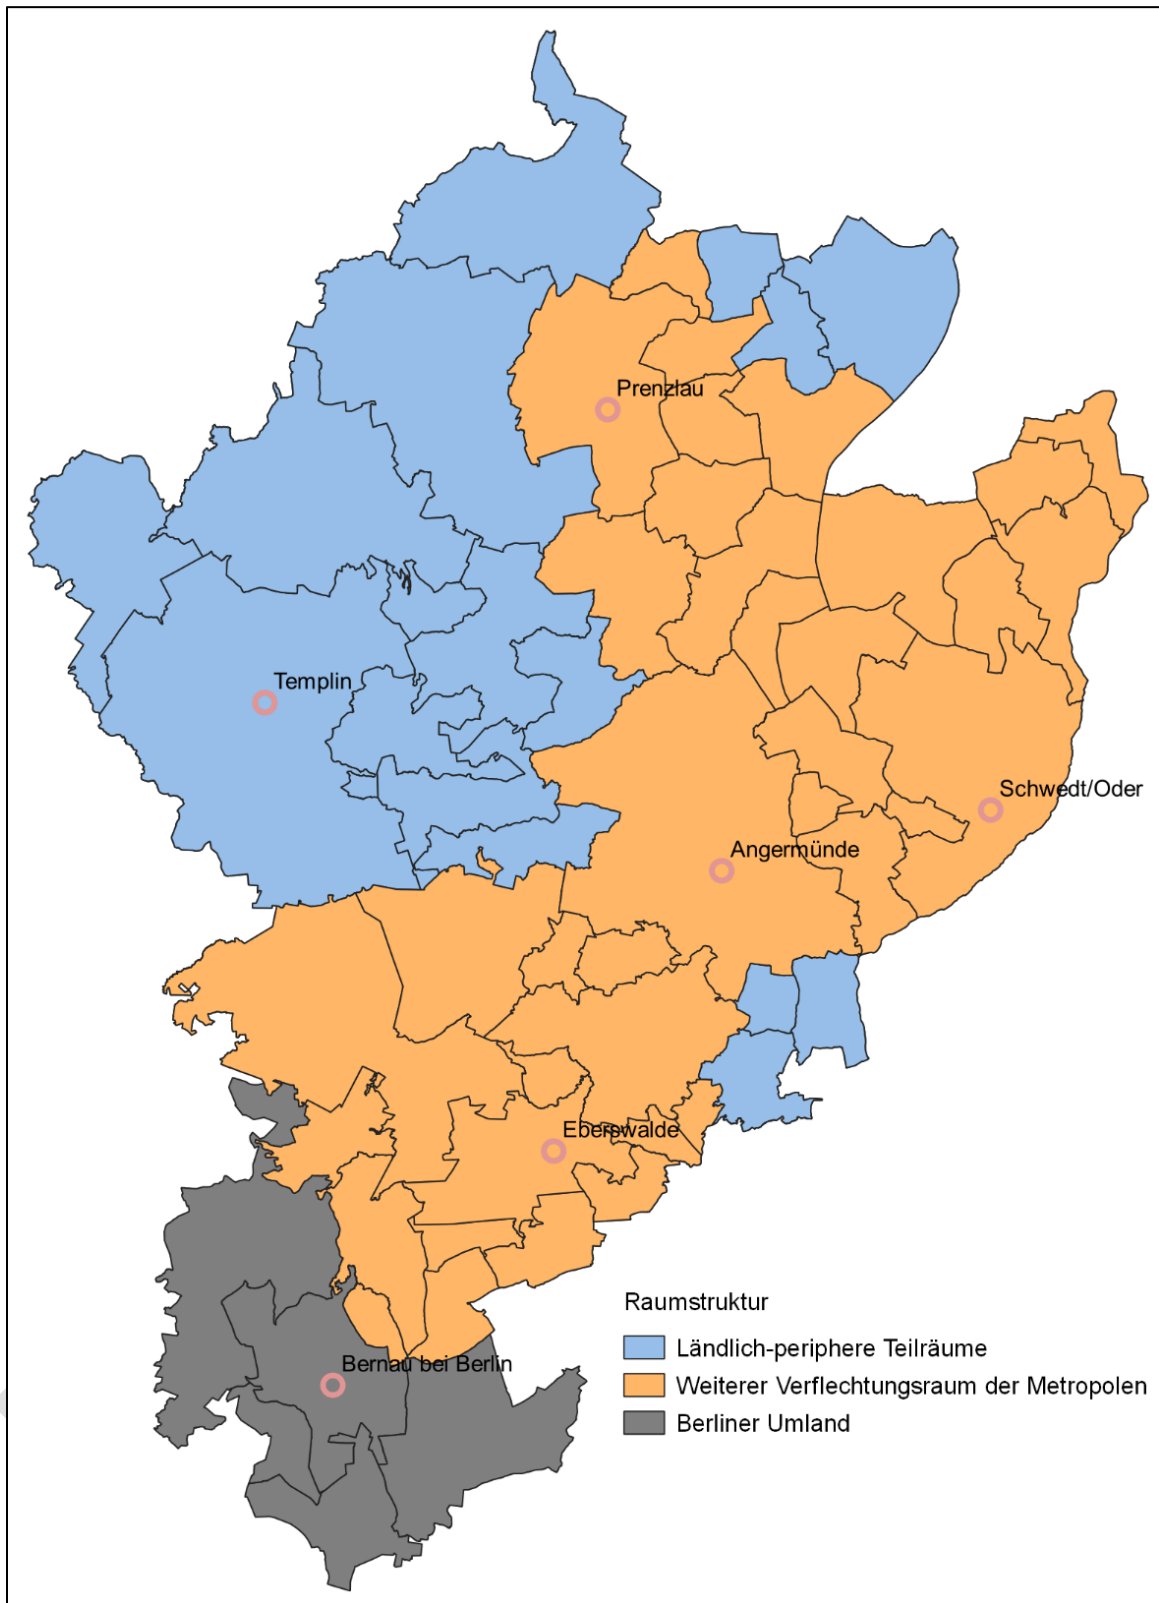 Prenzlau
Templin
Schwedt/Oder
Angermünde
Eberswalde
Bernau bei Berlin
Raumstruktur
Ländlich-periphere Teilräume
Weiterer Verflechtungsraum der Metropolen
Berliner Umland